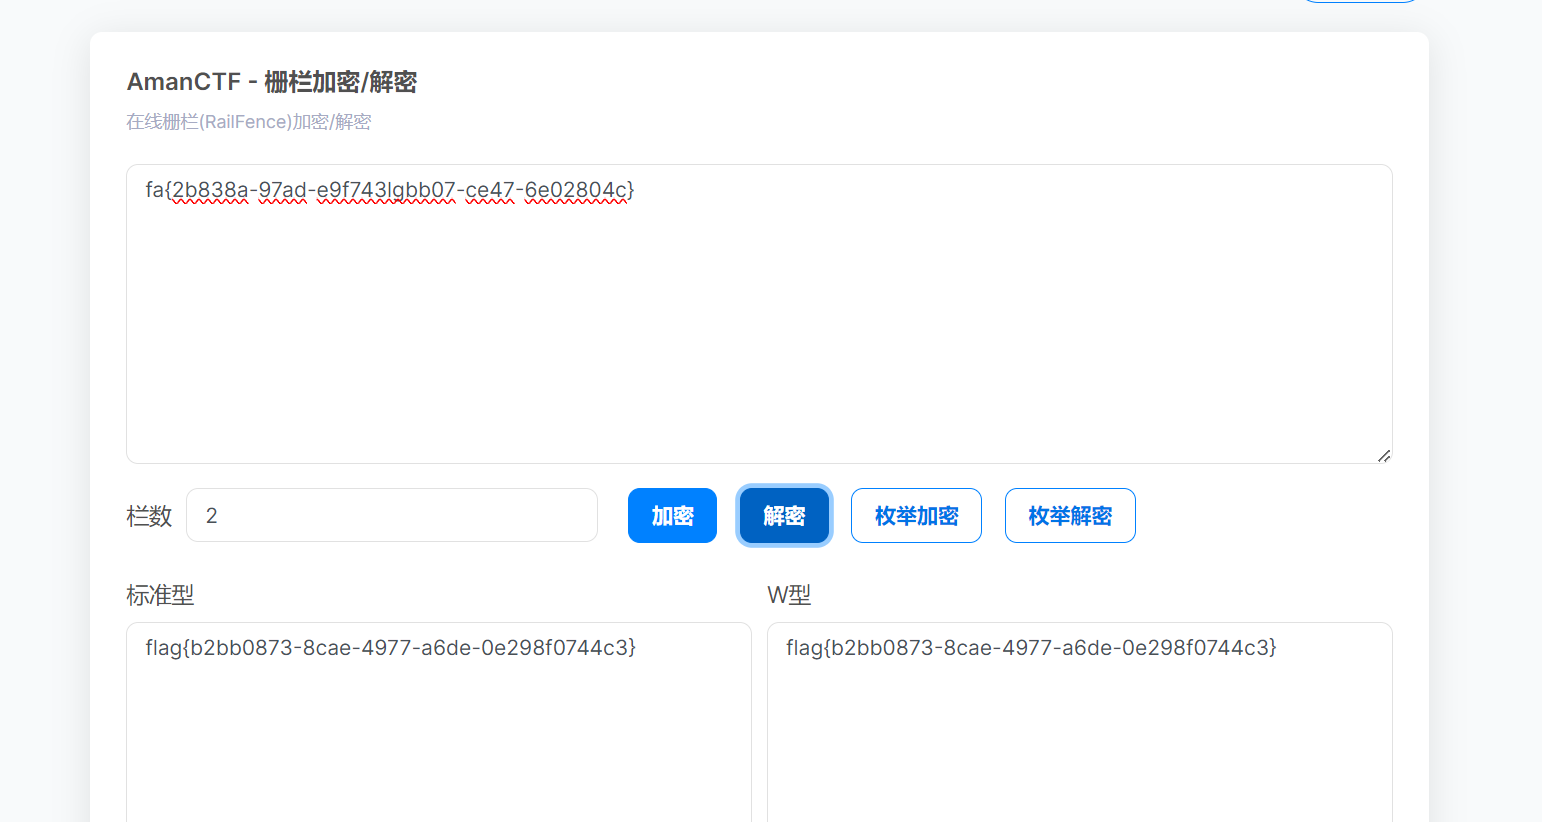 AmanCTF - 栅栏加密/解密
在线栅栏(RailFence)加密/解密
fa{2b838a-97ad-e9f743lgbb07-ce47-6e02804c}
栏数 2 加密 解密 枚举加密 枚举解密
标准型 W型
flag{b2bb0873-8cae-4977-a6de-0e298f0744c3} flag{b2bb0873-8cae-4977-a6de-0e298f0744c3}